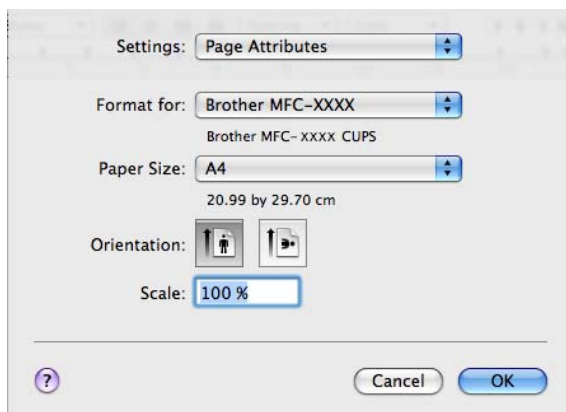 Settings: Page Attributes
Format for: Brother MFC-XXXX
Brother MFC- XXXX CUPS
Paper Size: A4
20.99 by 29.70 cm
Orientation:
Scale: 100 %
? Cancel OK